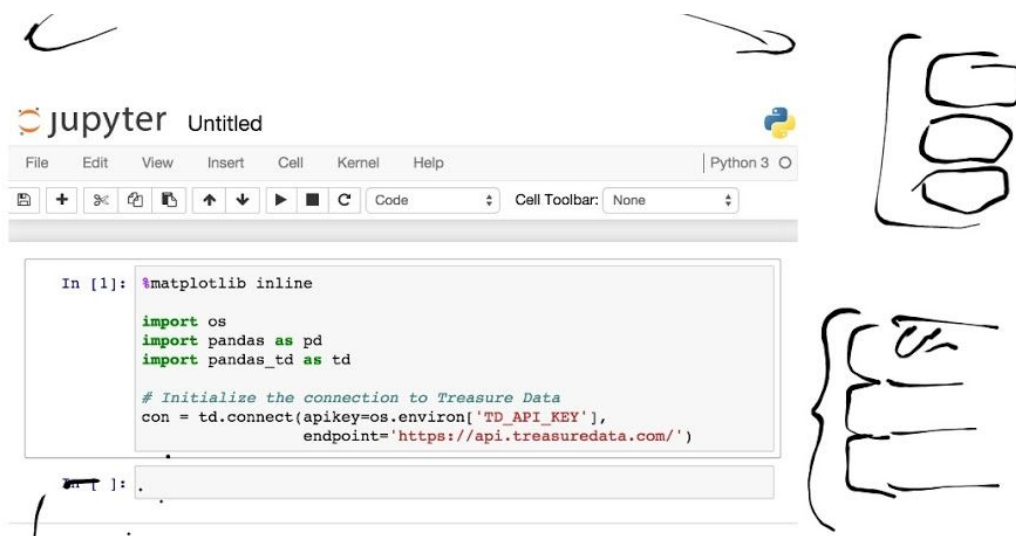 jupyter Untitled
File Edit View Insert Cell Kernel Help Python 3
Code Cell Toolbar: None
In [1]: %matplotlib inline
import os
import pandas as pd
import pandas_td as td
# Initialize the connection to Treasure Data
con = td.connect(apikey=os.environ['TD_API_KEY'],
endpoint='https://api.treasuredata.com/')
In [ ]: